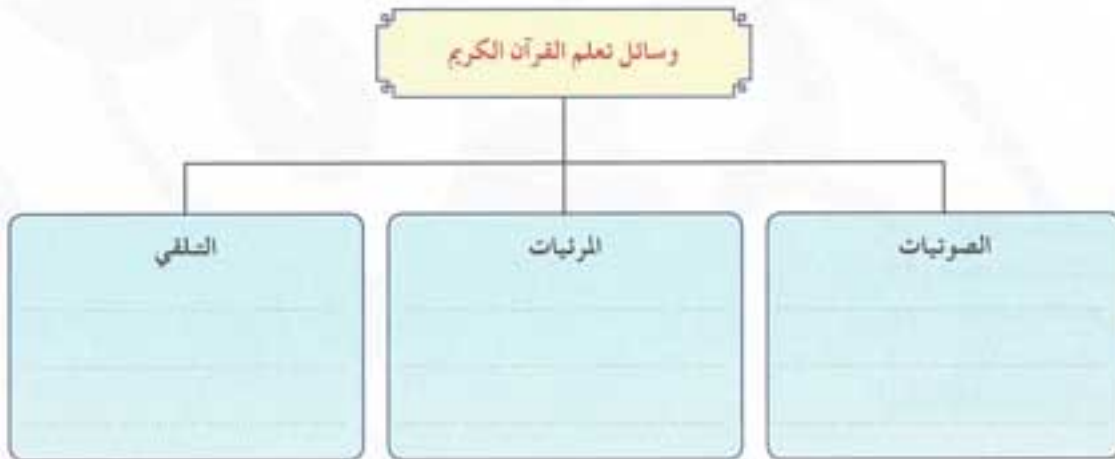 وسائل تعلم القرآن الكريم
الصوتيات
المرئيات
التلقي